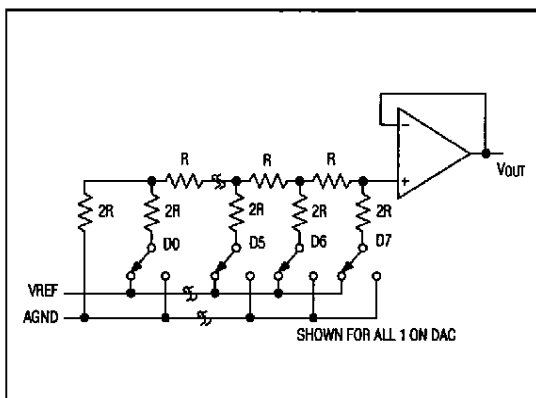 R
R
R
VOUT
2R
2R
2R
2R
2R
D0
D5
D6
D7
VREF
AGND
SHOWN FOR ALL 1 ON DAC
−
+